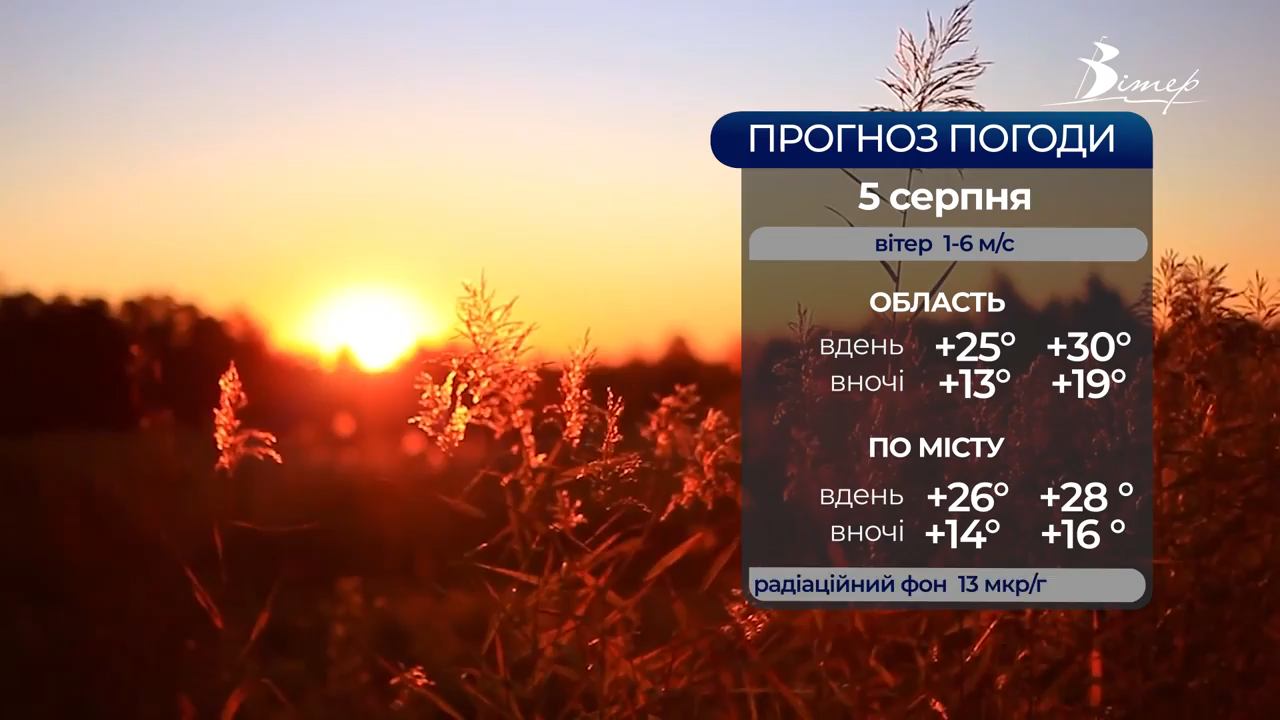 Вітер
ПРОГНОЗ ПОГОДИ
5 серпня
вітер 1-6 м/с
ОБЛАСТЬ
вдень +25° +30°
вночі +13° +19°
ПО МІСТУ
вдень +26° +28 °
вночі +14° +16 °
радіаційний фон 13 мкр/г